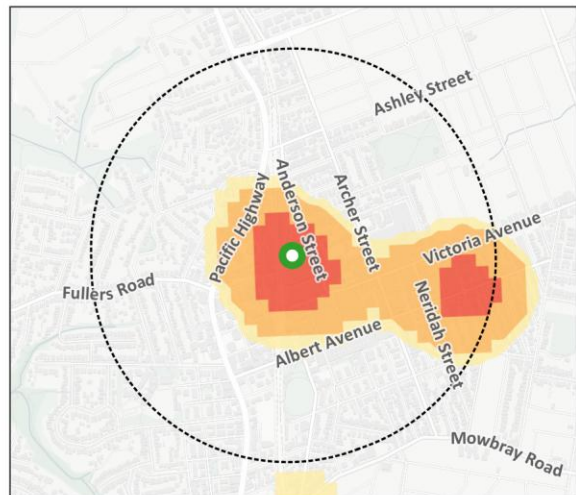 Ashley Street
Pacific Highway
Anderson Street
Archer Street
Victoria Avenue
Fullers Road
Neridah Street
Albert Avenue
Mowbray Road